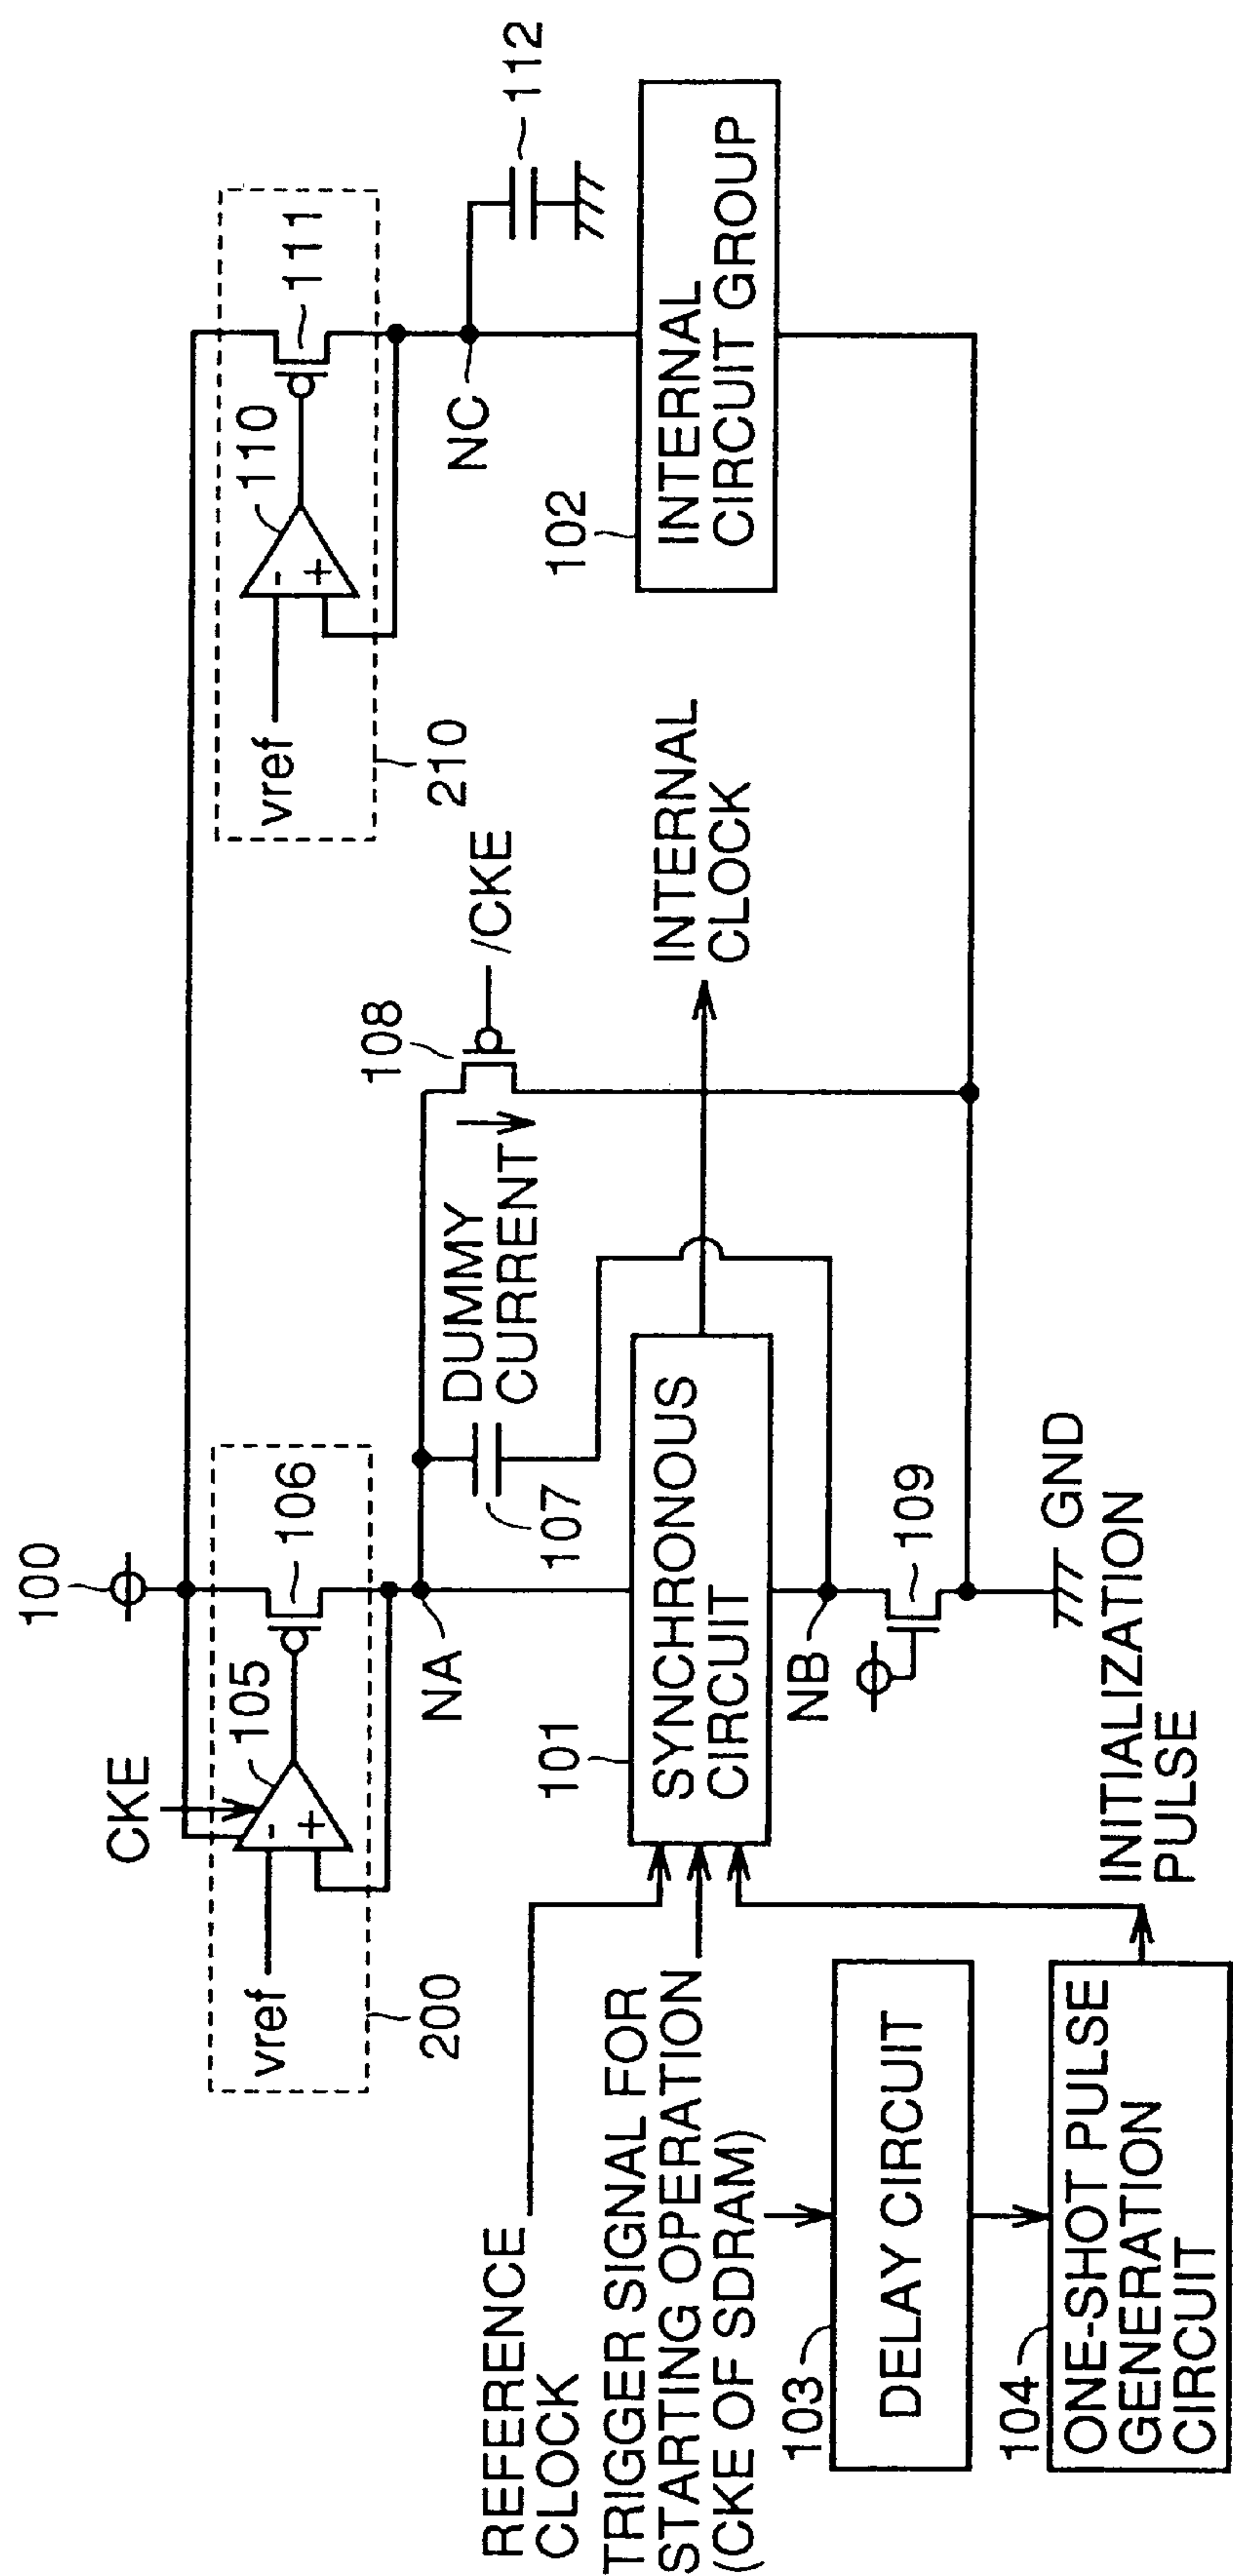 100
CKE
105
106
vref
200
NA
107
DUMMY
CURRENT
108
/CKE
vref
110
111
210
NC
112
REFERENCE
CLOCK
TRIGGER SIGNAL FOR
STARTING OPERATION
(CKE OF SDRAM)
101
SYNCHRONOUS
CIRCUIT
INTERNAL
CLOCK
102
INTERNAL
CIRCUIT GROUP
NB
109
GND
103
DELAY CIRCUIT
104
ONE-SHOT PULSE
GENERATION
CIRCUIT
INITIALIZATION
PULSE
-
+
-
+